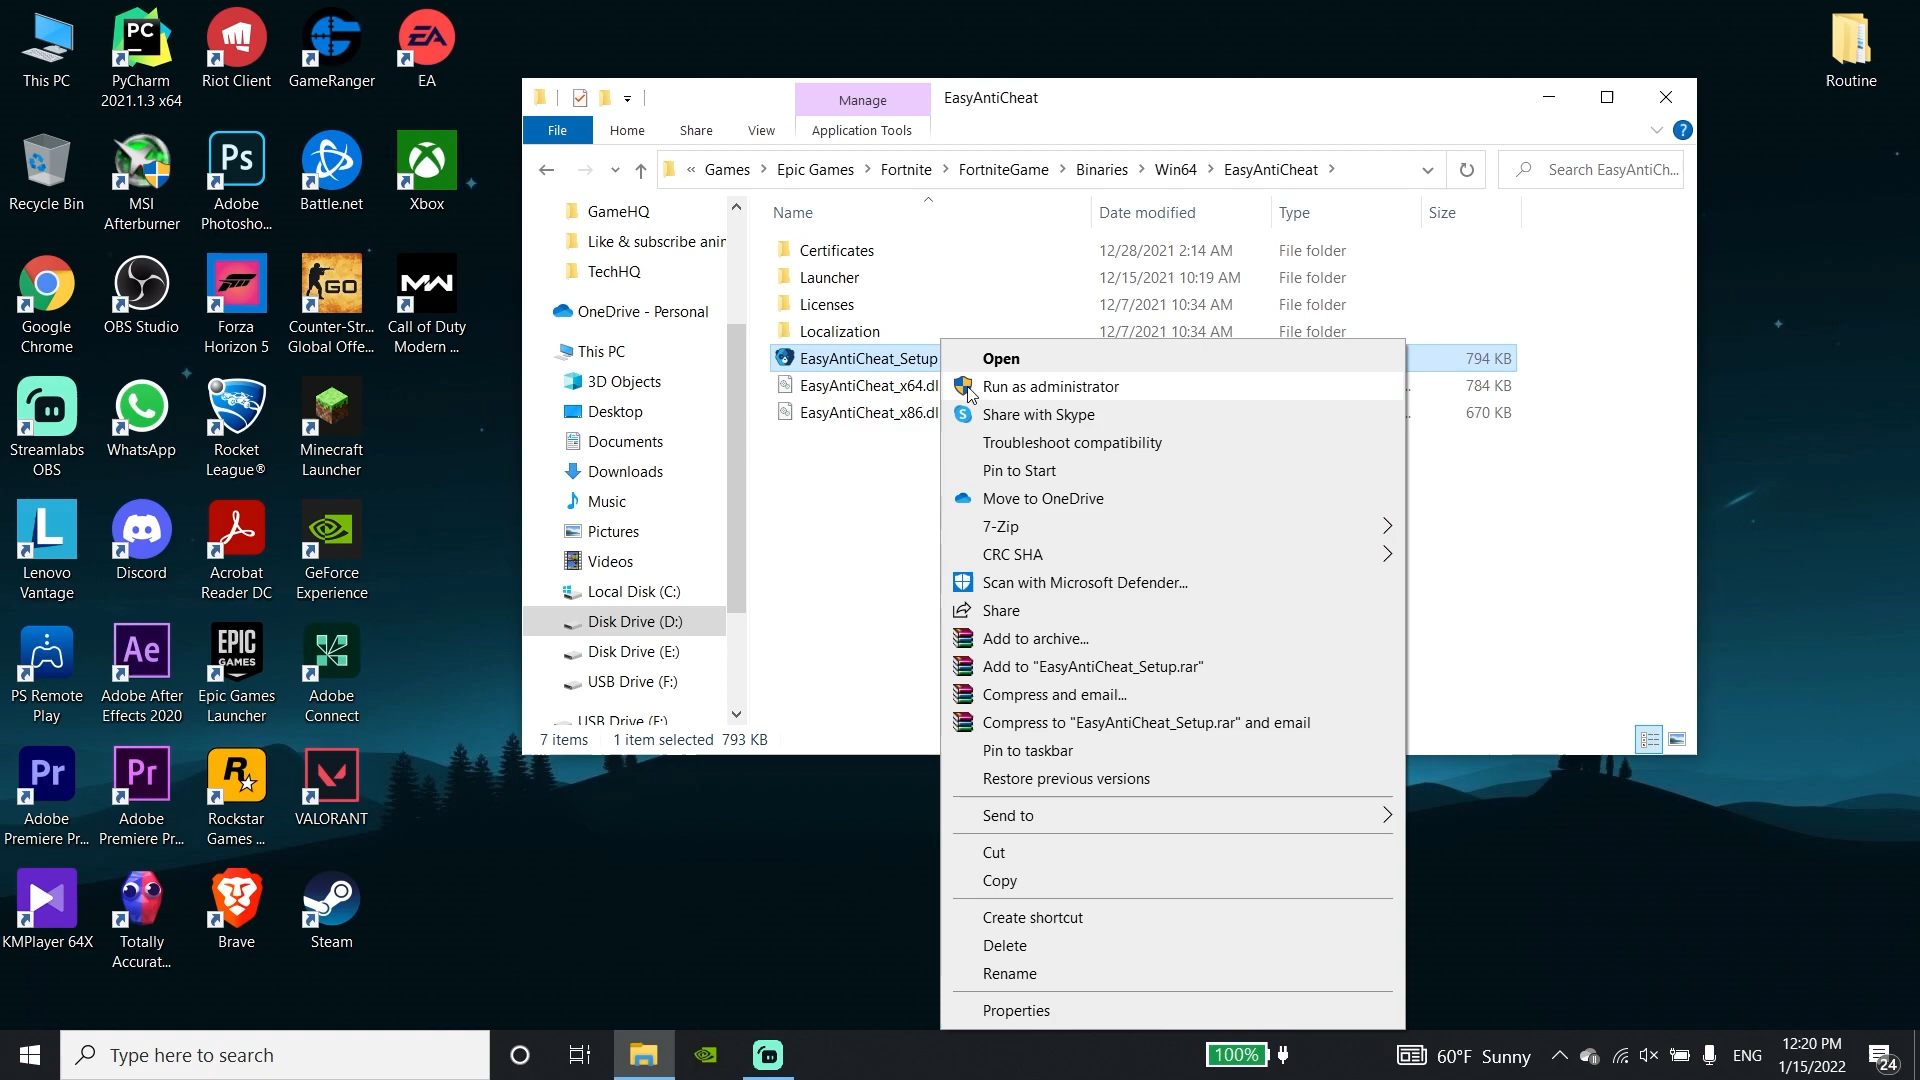 This PC
PyCharm
2021.1.3 x64
Riot Client
GameRanger
EA
Recycle Bin
MSI
Afterburner
Adobe
Photosho...
Battle.net
Xbox
Google
Chrome
OBS Studio
Forza
Horizon 5
Counter-Str...
Global Offe...
Call of Duty
Modern ...
Streamlabs
OBS
WhatsApp
Rocket
League®
Minecraft
Launcher
Lenovo
Vantage
Discord
Acrobat
Reader DC
GeForce
Experience
PS Remote
Play
Adobe After
Effects 2020
Epic Games
Launcher
Adobe
Connect
Adobe
Premiere Pr...
Adobe
Premiere Pr...
Rockstar
Games ...
VALORANT
KMPlayer 64X
Totally
Accurat...
Brave
Steam
PC
EA
Ps
GO
MW
L
Ae
EPIC
GAMES
Pr
Pr
R
Routine
Manage
EasyAntiCheat
File
Home
Share
View
Application Tools
?
« Games > Epic Games > Fortnite > FortniteGame > Binaries > Win64 > EasyAntiCheat >
Search EasyAntiCh...
GameHQ
Like & subscribe anir
TechHQ
OneDrive - Personal
This PC
3D Objects
Desktop
Documents
Downloads
Music
Pictures
Videos
Local Disk (C:)
Disk Drive (D:)
Disk Drive (E:)
USB Drive (F:)
USB Drive (F:)
Name Date modified Type Size
Certificates 12/28/2021 2:14 AM File folder
Launcher 12/15/2021 10:19 AM File folder
Licenses 12/7/2021 10:34 AM File folder
Localization 12/7/2021 10:34 AM File folder
EasyAntiCheat_Setup 794 KB
EasyAntiCheat_x64.dl 784 KB
EasyAntiCheat_x86.dl 670 KB
Open
Run as administrator
S
Share with Skype
Troubleshoot compatibility
Pin to Start
Move to OneDrive
7-Zip
CRC SHA
Scan with Microsoft Defender...
Share
Add to archive...
Add to "EasyAntiCheat_Setup.rar"
Compress and email...
Compress to "EasyAntiCheat_Setup.rar" and email
Pin to taskbar
Restore previous versions
Send to
Cut
Copy
Create shortcut
Delete
Rename
Properties
7 items 1 item selected 793 KB
Type here to search
100%
60°F Sunny
ENG
12:20 PM
1/15/2022
24